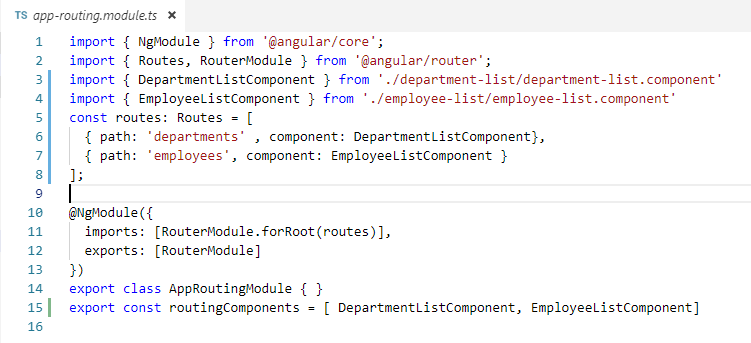 TS app-routing.module.ts ×
1 import { NgModule } from '@angular/core';
2 import { Routes, RouterModule } from '@angular/router';
3 import { DepartmentListComponent } from './department-list/department-list.component'
4 import { EmployeeListComponent } from './employee-list/employee-list.component'
5 const routes: Routes = [
6   { path: 'departments' , component: DepartmentListComponent},
7   { path: 'employees', component: EmployeeListComponent }
8 ];
9
10 @NgModule({
11   imports: [RouterModule.forRoot(routes)],
12   exports: [RouterModule]
13 })
14 export class AppRoutingModule { }
15 export const routingComponents = [ DepartmentListComponent, EmployeeListComponent]
16